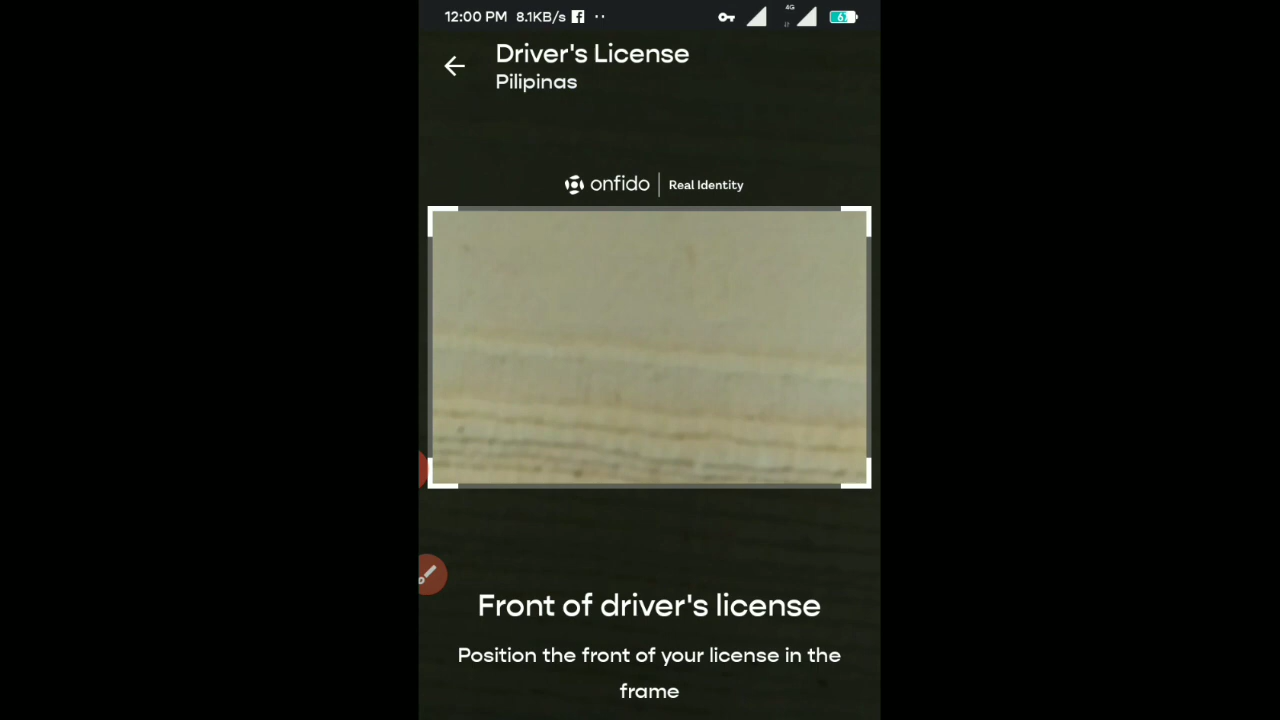 12:00 PM 8.1KB/s
4G
Driver's License
Pilipinas
onfido | Real Identity
Front of driver's license
Position the front of your license in the
frame